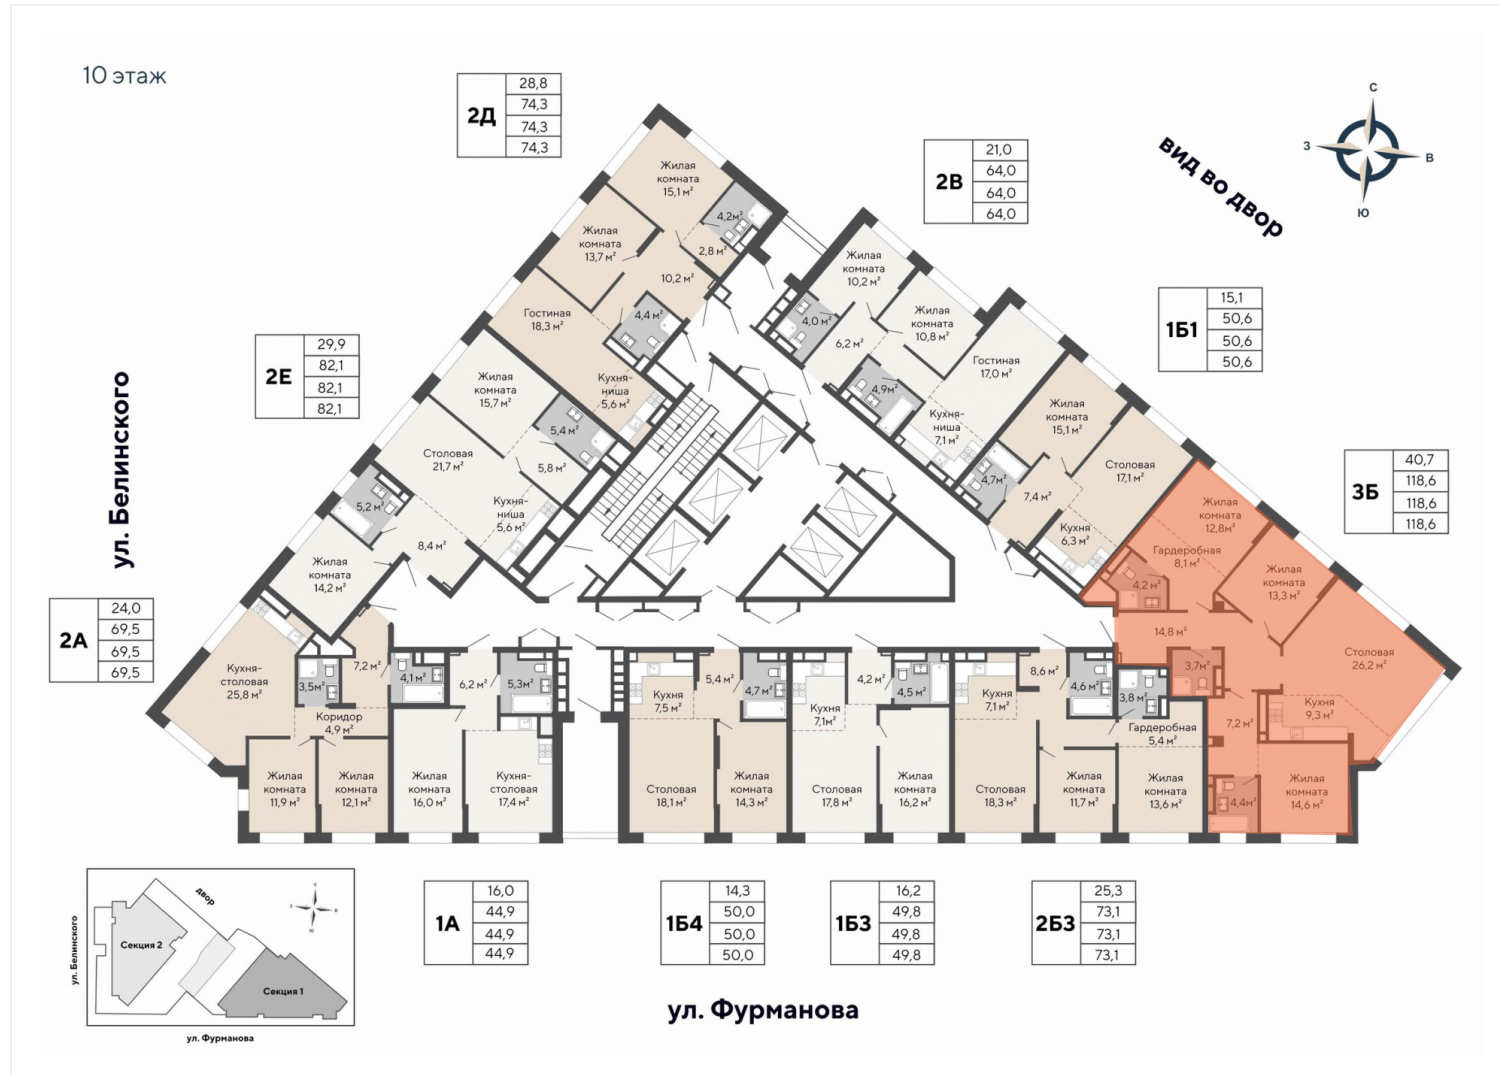 10 этаж
2Д
28,8
74,3
74,3
74,3
2В
21,0
64,0
64,0
64,0
С
З
В
Ю
вид во двор
1Б1
15,1
50,6
50,6
50,6
2Е
29,9
82,1
82,1
82,1
3Б
40,7
118,6
118,6
118,6
ул. Белинского
2А
24,0
69,5
69,5
69,5
Жилая
комната
15,1 м²
4,2м²
2,8 м²
Жилая
комната
13,7 м²
10,2 м²
Гостиная
18,3 м²
4,4 м²
Кухня-
ниша
5,6 м²
Жилая
комната
15,7 м²
5,4 м²
5,8 м²
Столовая
21,7 м²
Кухня-
ниша
5,6 м²
5,2 м²
8,4 м²
Жилая
комната
14,2 м²
Кухня-
столовая
25,8 м²
3,5м²
7,2 м²
Коридор
4,9 м²
Жилая
комната
11,9 м²
Жилая
комната
12,1 м²
4,1 м²
6,2 м²
5,3м²
Жилая
комната
16,0 м²
Кухня-
столовая
17,4 м²
Кухня
7,5 м²
5,4 м²
4,7 м²
Столовая
18,1 м²
Жилая
комната
14,3 м²
Кухня
7,1м²
4,2 м²
4,5 м²
Столовая
17,8 м²
Жилая
комната
16,2 м²
Кухня
7,1 м²
8,6 м²
4,6 м²
3,8 м²
Гардеробная
5,4 м²
Столовая
18,3 м²
Жилая
комната
11,7 м²
Жилая
комната
13,6 м²
Жилая
комната
10,2 м²
4,0 м²
6,2 м²
Жилая
комната
10,8 м²
4,9м²
Гостиная
17,0 м²
Кухня-
ниша
7,1 м²
Жилая
комната
15,1 м²
4,7м²
7,4 м²
Столовая
17,1 м²
Кухня
6,3 м²
Жилая
комната
12,8м²
Гардеробная
8,1 м²
4,2 м²
Жилая
комната
13,3 м²
14,8 м²
3,7м²
Столовая
26,2 м²
7,2 м²
Кухня
9,3 м²
4,4м²
Жилая
комната
14,6 м²
1А
16,0
44,9
44,9
44,9
1Б4
14,3
50,0
50,0
50,0
1Б3
16,2
49,8
49,8
49,8
2Б3
25,3
73,1
73,1
73,1
ул. Фурманова
двор
С
З
В
Ю
ул. Белинского
Секция 2
Секция 1
ул. Фурманова